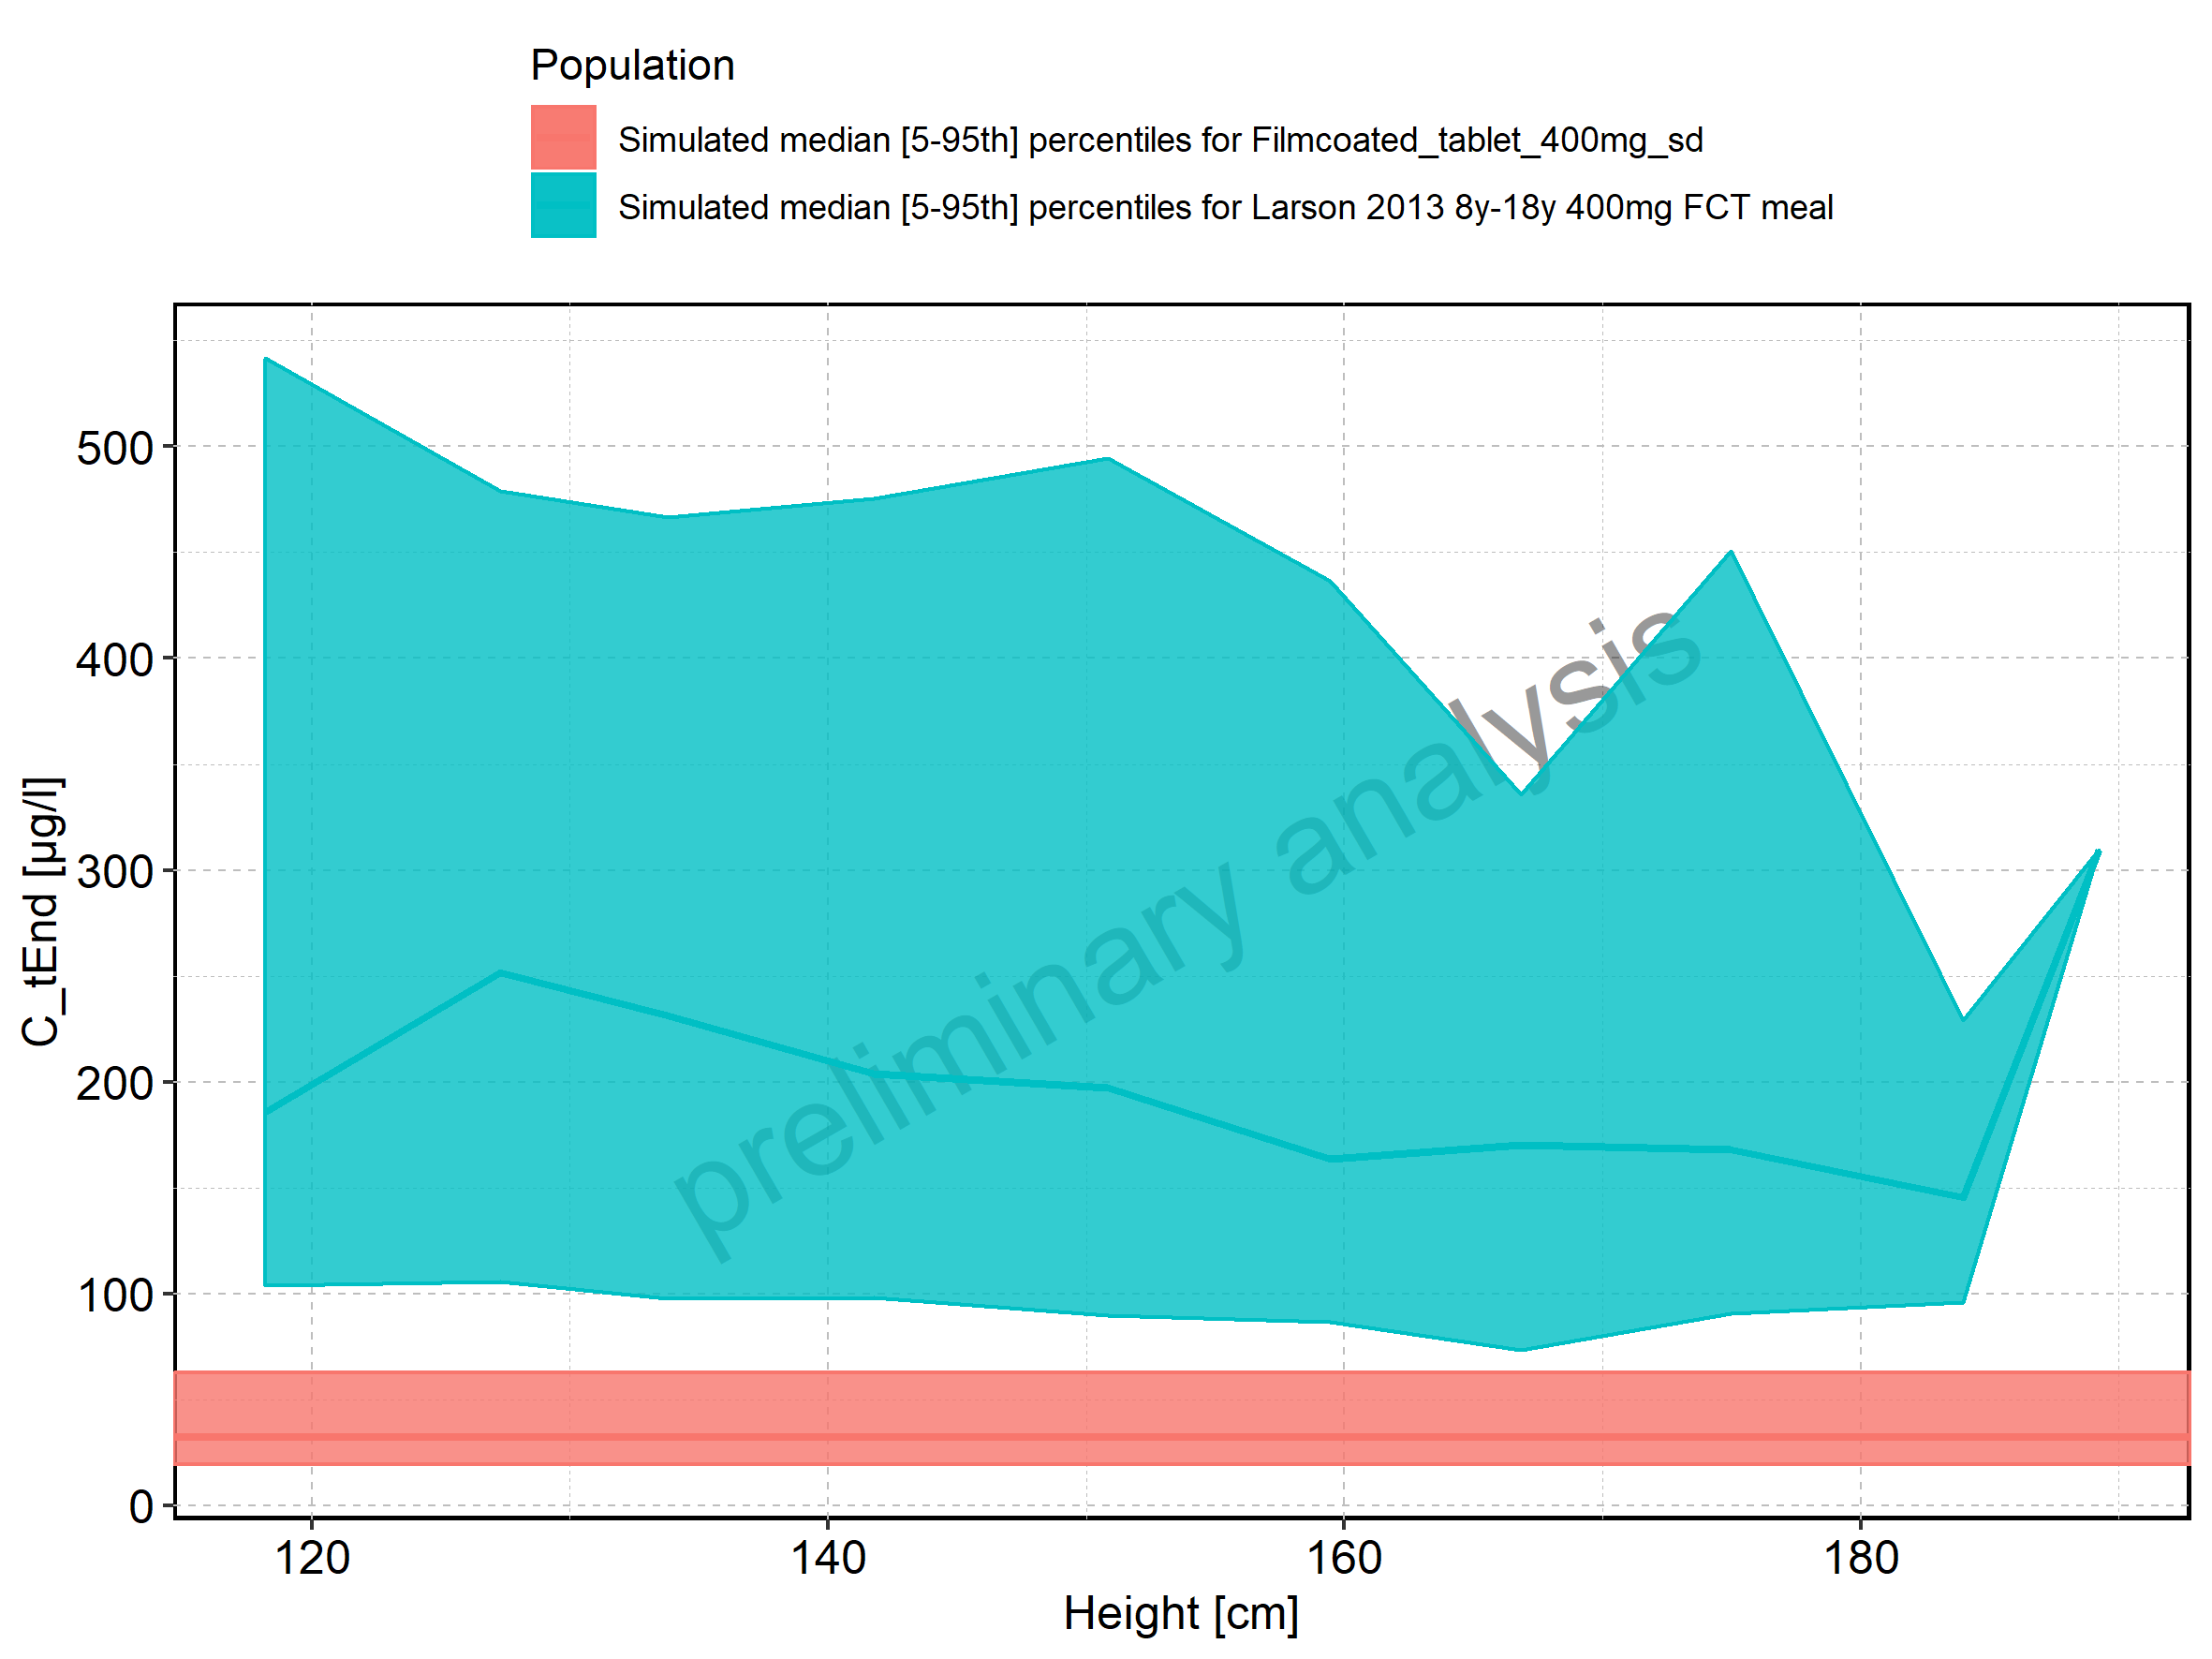 Population
Simulated median [5-95th] percentiles for Filmcoated_tablet_400mg_sd
Simulated median [5-95th] percentiles for Larson 2013 8y-18y 400mg FCT meal
C_tEnd [µg/l]
500
400
300
200
100
0
preliminary analysis
120 140 160 180
Height [cm]